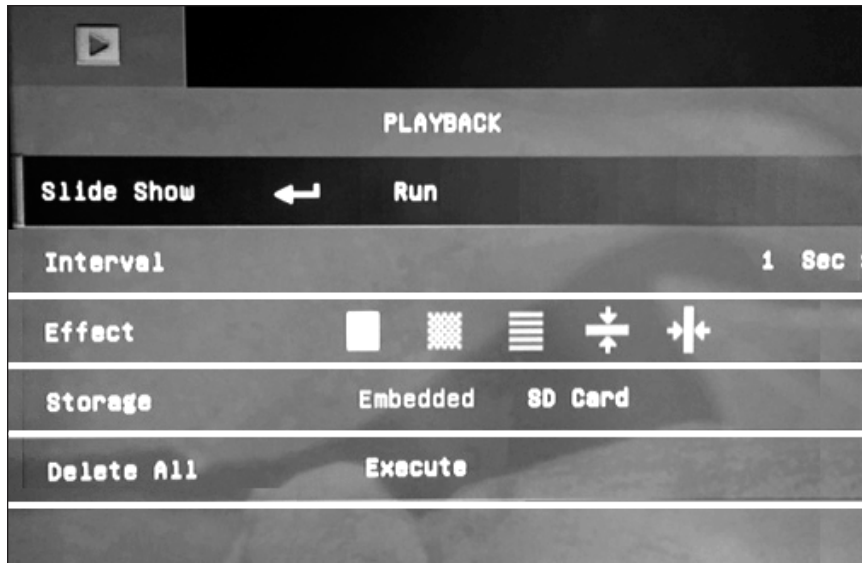 PLAYBACK
Slide Show Run
Interval 1 Sec
Effect
Storage Embedded SD Card
Delete All Execute